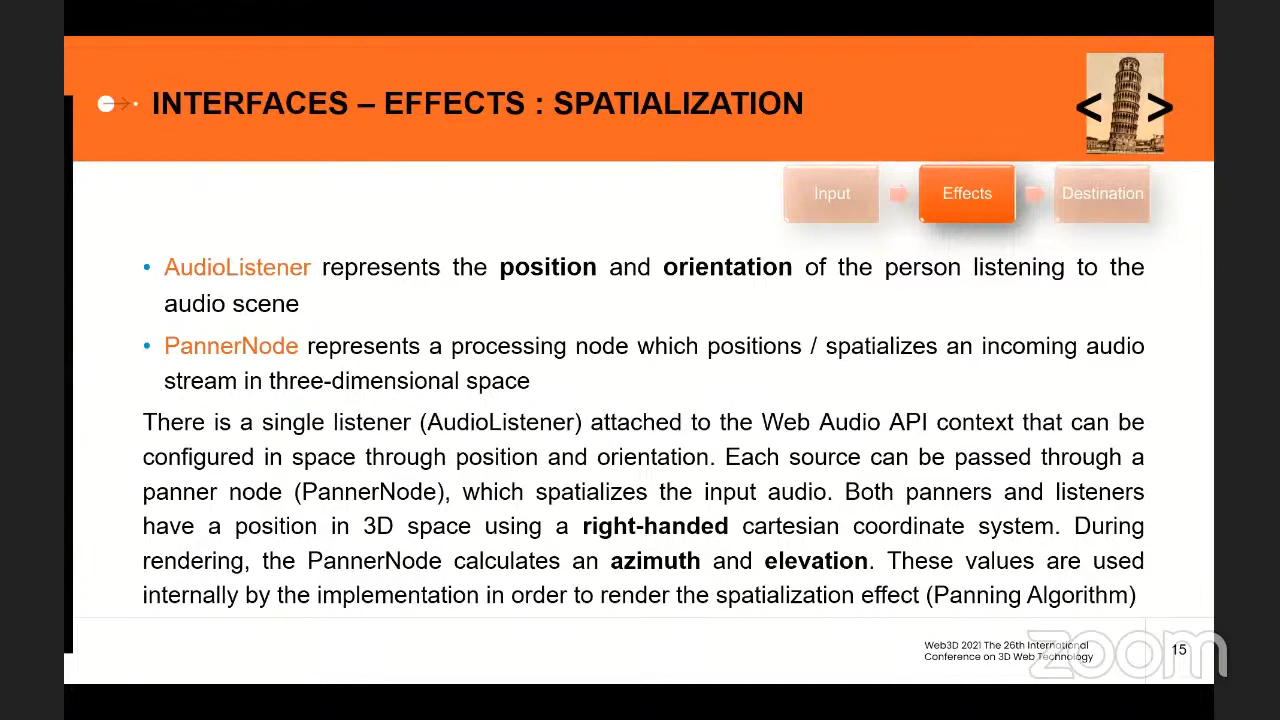 INTERFACES – EFFECTS : SPATIALIZATION
< >
Input
Effects
Destination
• AudioListener represents the position and orientation of the person listening to the
audio scene
• PannerNode represents a processing node which positions / spatializes an incoming audio
stream in three-dimensional space
There is a single listener (AudioListener) attached to the Web Audio API context that can be
configured in space through position and orientation. Each source can be passed through a
panner node (PannerNode), which spatializes the input audio. Both panners and listeners
have a position in 3D space using a right-handed cartesian coordinate system. During
rendering, the PannerNode calculates an azimuth and elevation. These values are used
internally by the implementation in order to render the spatialization effect (Panning Algorithm)
Web3D 2021 The 26th International
Conference on 3D Web Technology
zoom
15